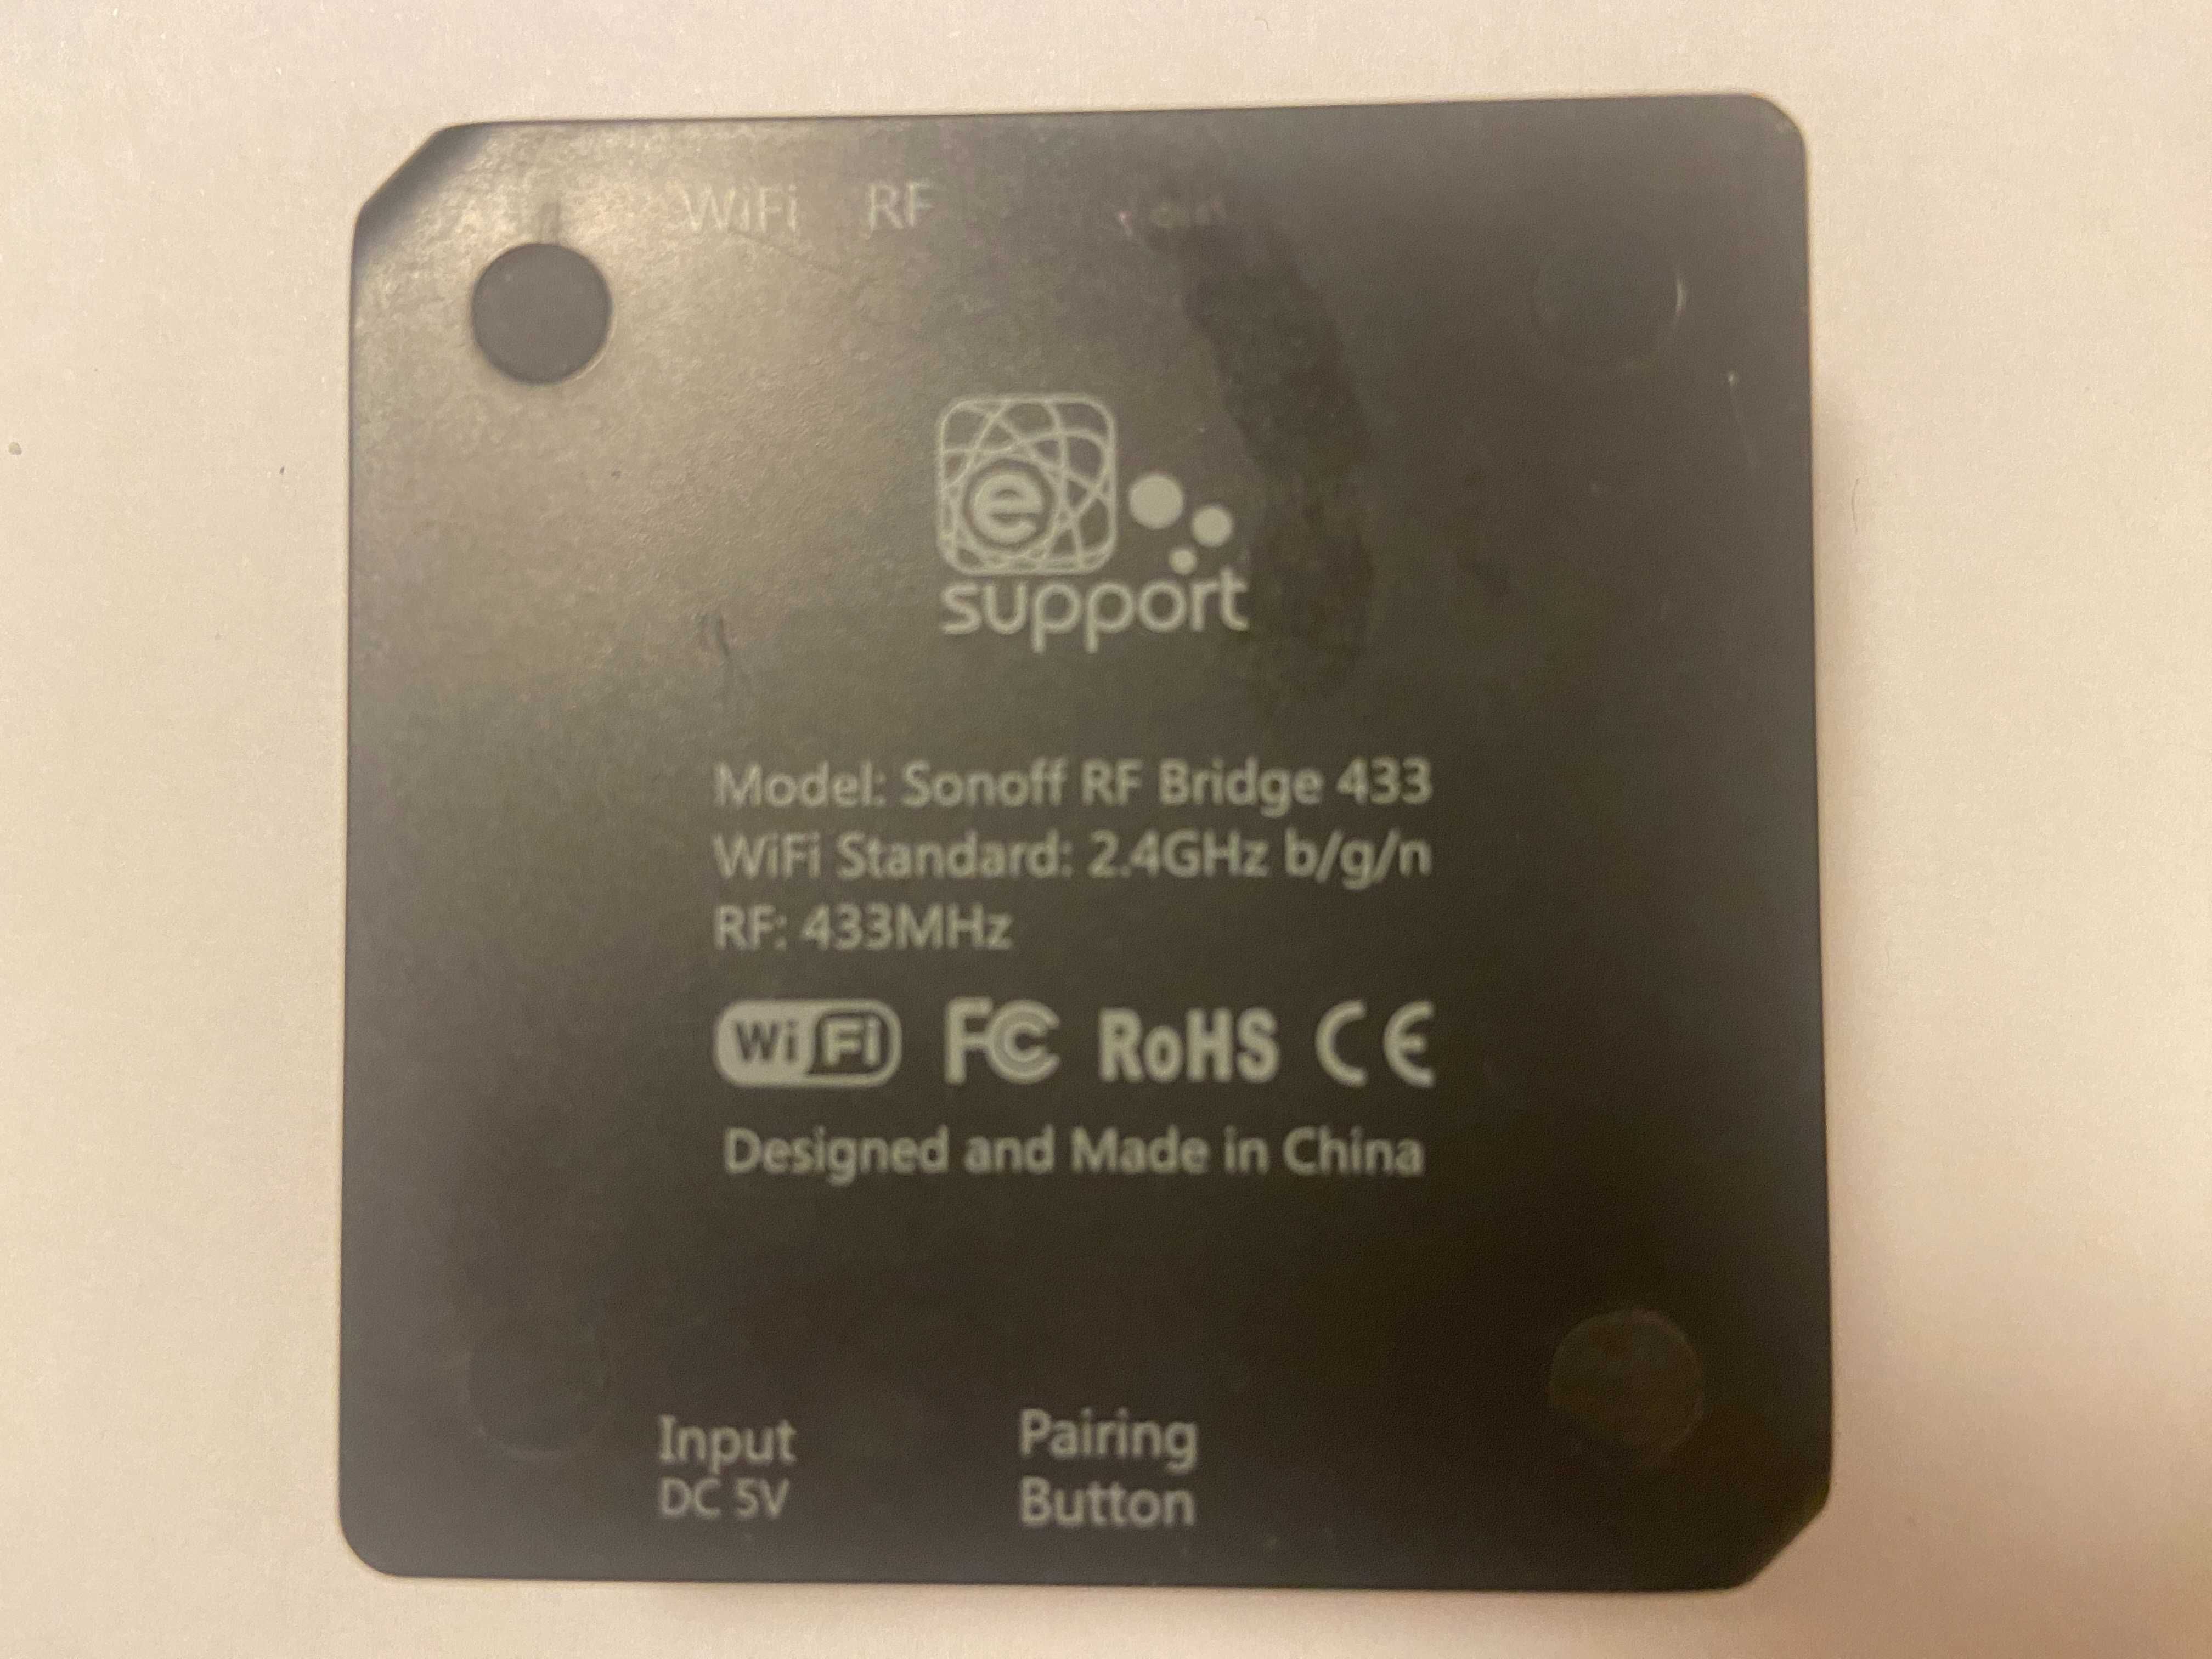 WiFi RF
e
support
Model: Sonoff RF Bridge 433
WiFi Standard: 2.4GHz b/g/n
RF: 433MHz
WiFi FC RoHS CE
Designed and Made in China
Input
DC 5V
Pairing
Button